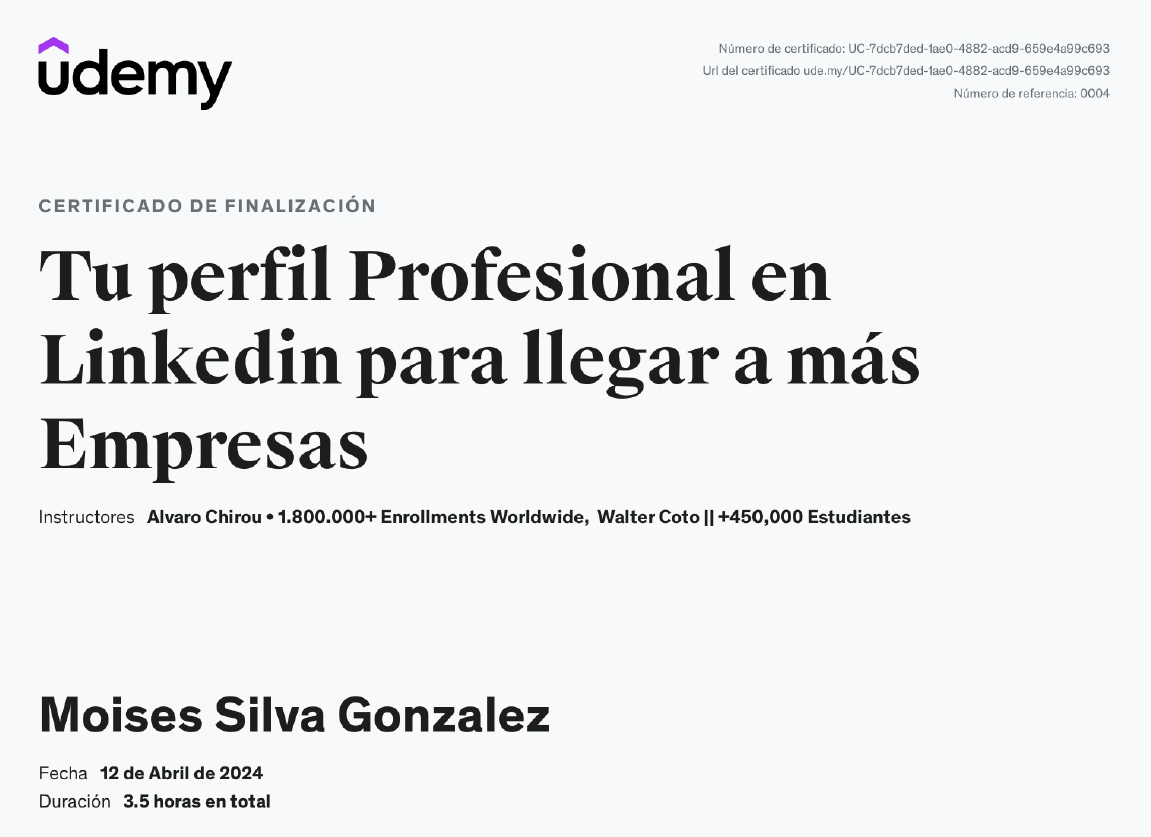 udemy
Número de certificado: UC-7dcb7ded-1ae0-4882-acd9-659e4a99c693
Url del certificado ude.my/UC-7dcb7ded-1ae0-4882-acd9-659e4a99c693
Número de referencia: 0004
CERTIFICADO DE FINALIZACIÓN
Tu perfil Profesional en
Linkedin para llegar a más
Empresas
Instructores Alvaro Chirou • 1.800.000+ Enrollments Worldwide, Walter Coto || +450,000 Estudiantes
Moises Silva Gonzalez
Fecha 12 de Abril de 2024
Duración 3.5 horas en total